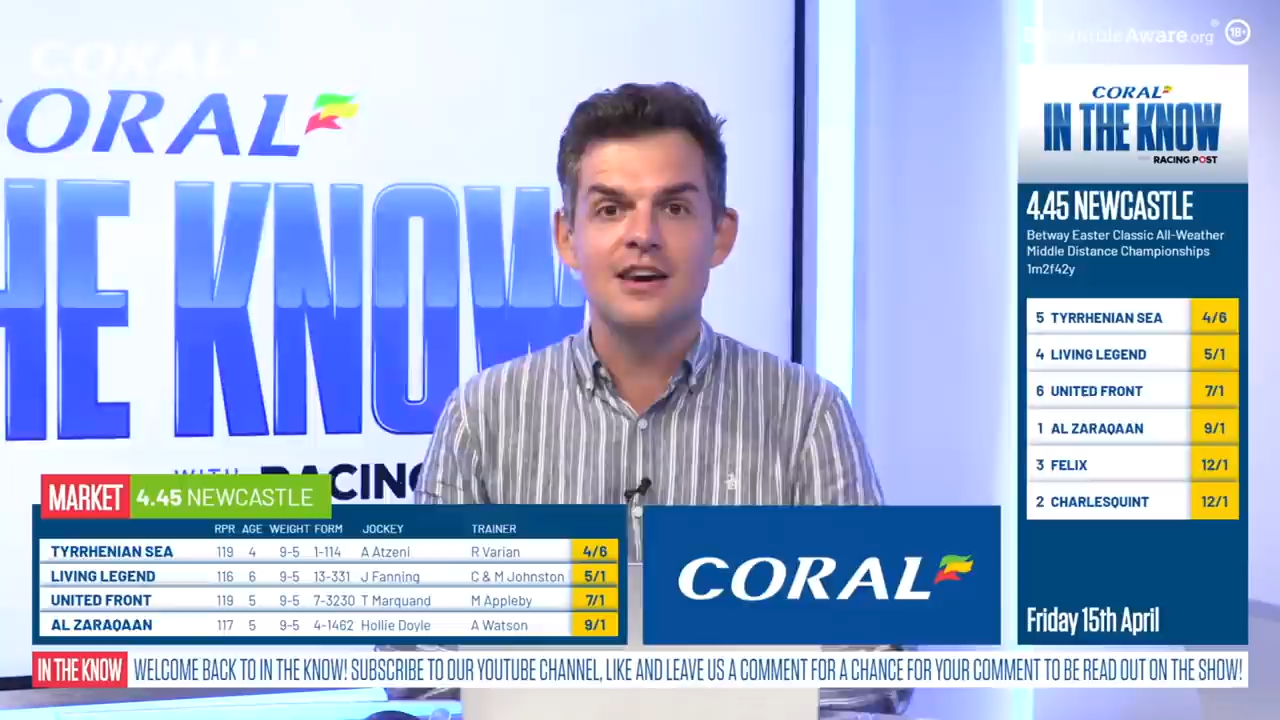 CORAL
CORAL
THE KNOW
WITH RACING
AwAre.org 18+
CORAL
IN THE KNOW
RACING POST
4.45 NEWCASTLE
Betway Easter Classic All-Weather
Middle Distance Championships
1m2f42y
5 TYRRHENIAN SEA 4/6
4 LIVING LEGEND 5/1
6 UNITED FRONT 7/1
1 AL ZARAQAAN 9/1
3 FELIX 12/1
2 CHARLESQUINT 12/1
Friday 15th April
MARKET 4.45 NEWCASTLE
RPR AGE WEIGHT FORM JOCKEY TRAINER
TYRRHENIAN SEA 119 4 9-5 1-114 A Atzeni R Varian 4/6
LIVING LEGEND 116 6 9-5 13-331 J Fanning C & M Johnston 5/1
UNITED FRONT 119 5 9-5 7-3230 T Marquand M Appleby 7/1
AL ZARAQAAN 117 5 9-5 4-1462 Hollie Doyle A Watson 9/1
CORAL
IN THE KNOW WELCOME BACK TO IN THE KNOW! SUBSCRIBE TO OUR YOUTUBE CHANNEL, LIKE AND LEAVE US A COMMENT FOR A CHANCE FOR YOUR COMMENT TO BE READ OUT ON THE SHOW!